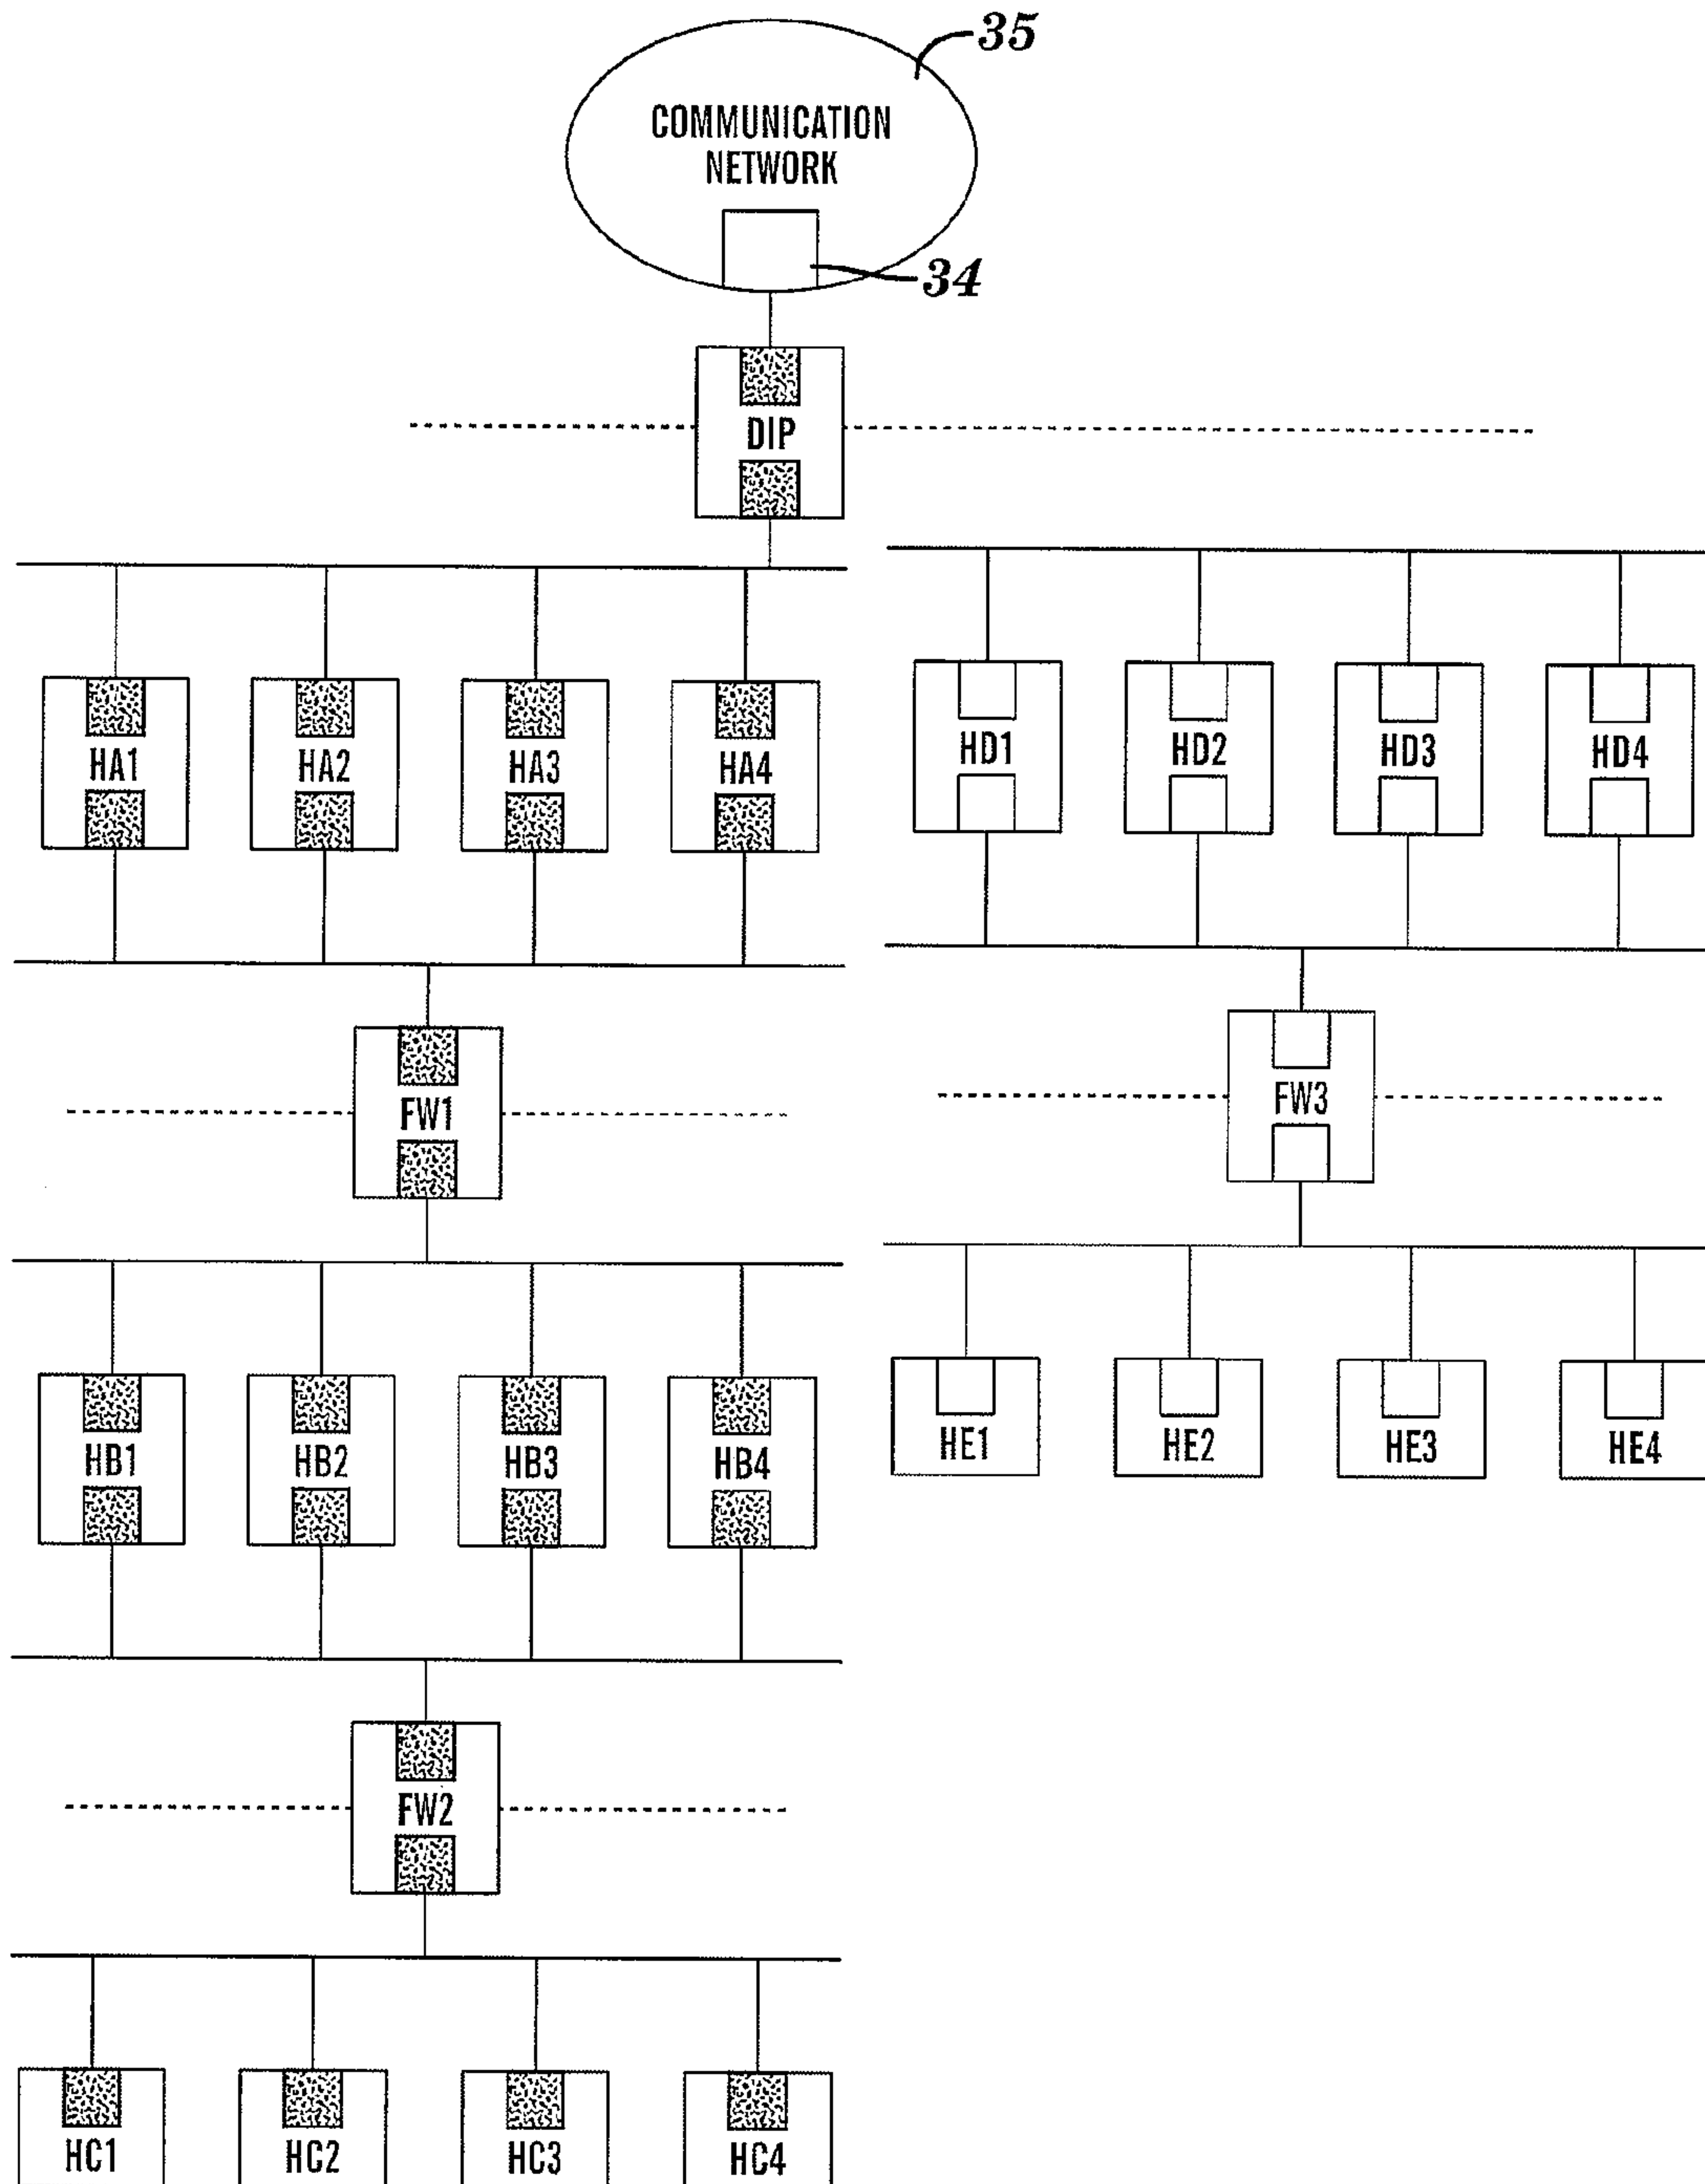 35
COMMUNICATION
NETWORK
34
DIP
HA1 HA2 HA3 HA4 HD1 HD2 HD3 HD4
FW1 FW3
HB1 HB2 HB3 HB4 HE1 HE2 HE3 HE4
FW2
HC1 HC2 HC3 HC4